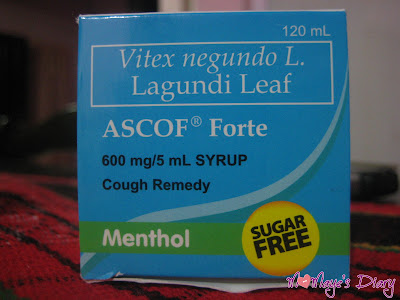 120 mL
Vitex negundo L.
Lagundi Leaf
ASCOF® Forte
600 mg/5 mL SYRUP
Cough Remedy
Menthol
SUGAR
FREE
MoMaye's Diary